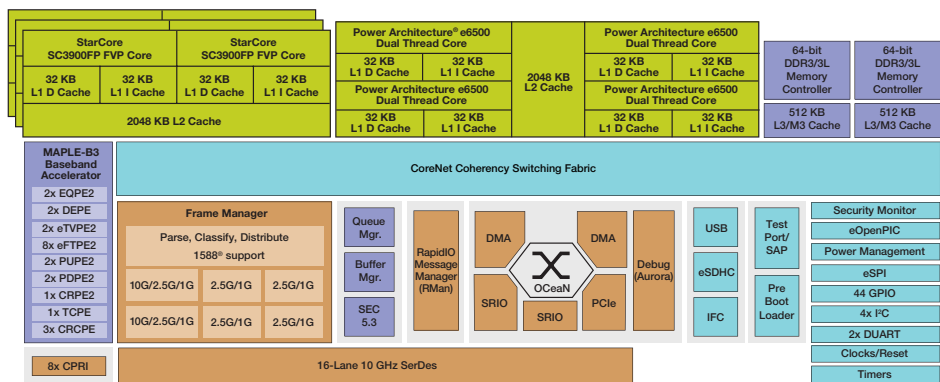 StarCore
SC3900FP FVP Core
StarCore
SC3900FP FVP Core
32 KB
L1 D Cache
32 KB
L1 I Cache
32 KB
L1 D Cache
32 KB
L1 I Cache
2048 KB L2 Cache
Power Architecture® e6500
Dual Thread Core
32 KB
L1 D Cache
32 KB
L1 I Cache
Power Architecture e6500
Dual Thread Core
32 KB
L1 D Cache
32 KB
L1 I Cache
2048 KB
L2 Cache
Power Architecture e6500
Dual Thread Core
32 KB
L1 D Cache
32 KB
L1 I Cache
Power Architecture e6500
Dual Thread Core
32 KB
L1 D Cache
32 KB
L1 I Cache
64-bit
DDR3/3L
Memory
Controller
64-bit
DDR3/3L
Memory
Controller
512 KB
L3/M3 Cache
512 KB
L3/M3 Cache
MAPLE-B3
Baseband
Accelerator
2x EQPE2
2x DEPE
2x eTVPE2
8x eFTPE2
2x PUPE2
2x PDPE2
1x CRPE2
1x TCPE
3x CRCPE
8x CPRI
CoreNet Coherency Switching Fabric
Frame Manager
Parse, Classify, Distribute
1588® support
10G/2.5G/1G
2.5G/1G
2.5G/1G
10G/2.5G/1G
2.5G/1G
2.5G/1G
Queue
Mgr.
Buffer
Mgr.
SEC
5.3
RapidIO
Message
Manager
(RMan)
DMA
DMA
OCeaN
SRIO
SRIO
PCIe
Debug
(Aurora)
USB
eSDHC
IFC
Test
Port/
SAP
Pre
Boot
Loader
Security Monitor
eOpenPIC
Power Management
eSPI
44 GPIO
4x I²C
2x DUART
Clocks/Reset
Timers
16-Lane 10 GHz SerDes